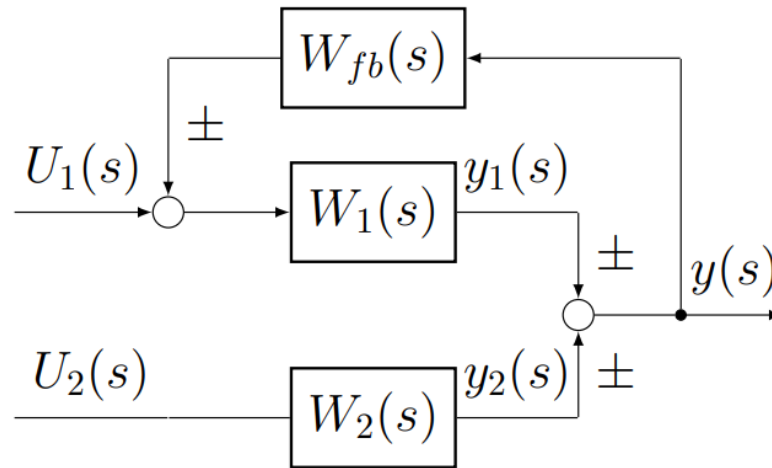 W_{fb}(s)
±
U_1(s)
W_1(s)
y_1(s)
±
y(s)
U_2(s)
W_2(s)
y_2(s)
±